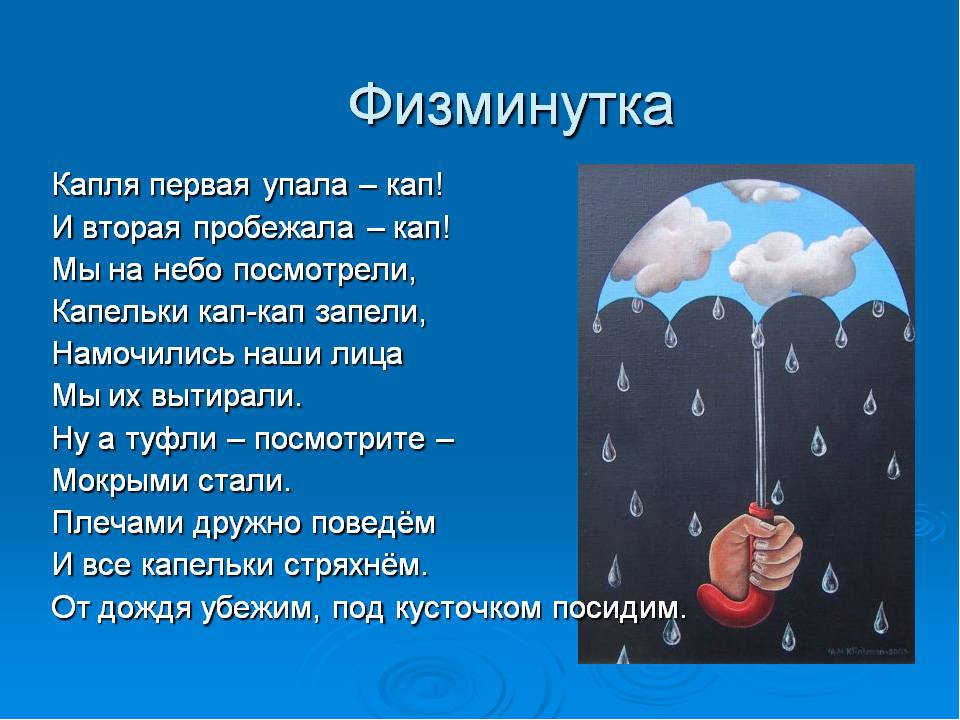 Физминутка
Капля первая упала – кап!
И вторая пробежала – кап!
Мы на небо посмотрели,
Капельки кап-кап запели,
Намочились наши лица
Мы их вытирали.
Ну а туфли – посмотрите –
Мокрыми стали.
Плечами дружно поведём
И все капельки стряхнём.
От дождя убежим, под кусточком посидим.